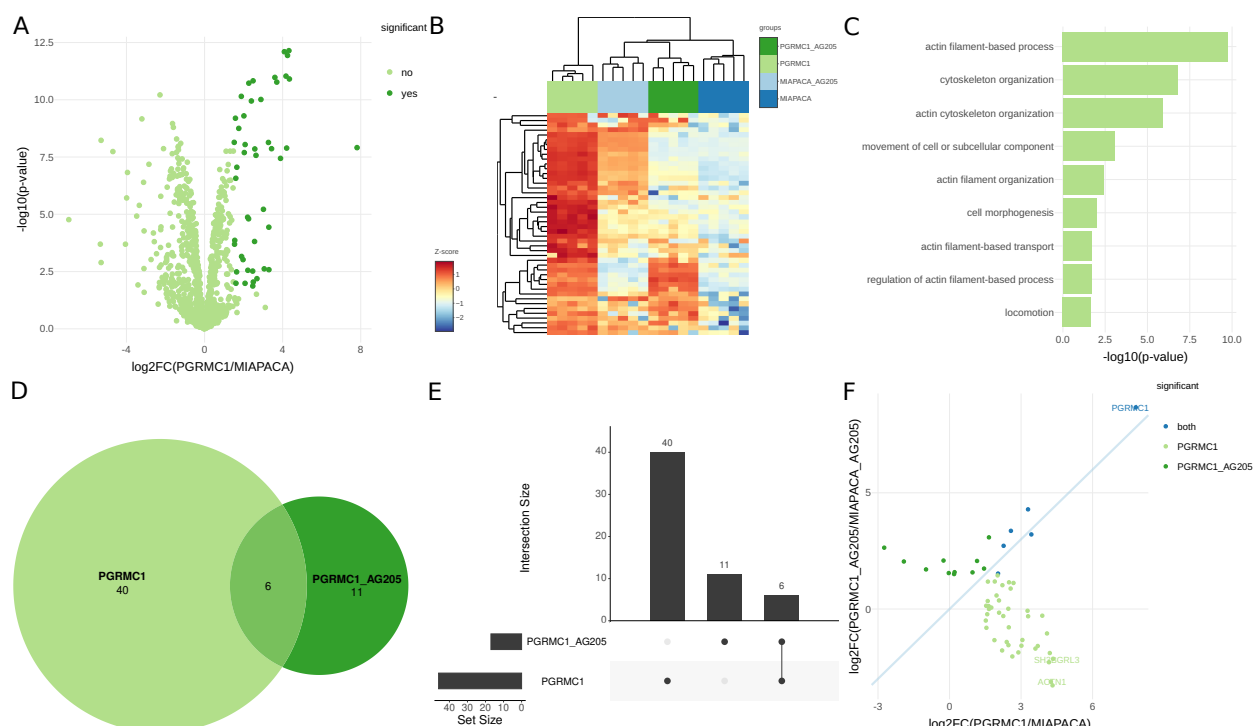 A
significant
no
yes
12.5
10.0
7.5
5.0
2.5
0.0
-log10(p-value)
-4
0
4
8
log2FC(PGRMC1/MIAPACA)
B
groups
PGRMC1_AG205
PGRMC1
MIAPACA_AG205
MIAPACA
-
Z-score
1
0
−1
−2
C
actin filament-based process
cytoskeleton organization
actin cytoskeleton organization
movement of cell or subcellular component
actin filament organization
cell morphogenesis
actin filament-based transport
regulation of actin filament-based process
locomotion
0.0
2.5
5.0
7.5
10.0
-log10(p-value)
D
PGRMC1
40
6
PGRMC1_AG205
11
E
Intersection Size
40
30
20
10
0
40
11
6
PGRMC1_AG205
PGRMC1
40
30
20
10
0
Set Size
F
significant
both
PGRMC1
PGRMC1_AG205
log2FC(PGRMC1_AG205/MIAPACA_AG205)
5
0
PGRMC1
SH3BGRL3
ACTN1
-3
0
3
6
log2FC(PGRMC1/MIAPACA)